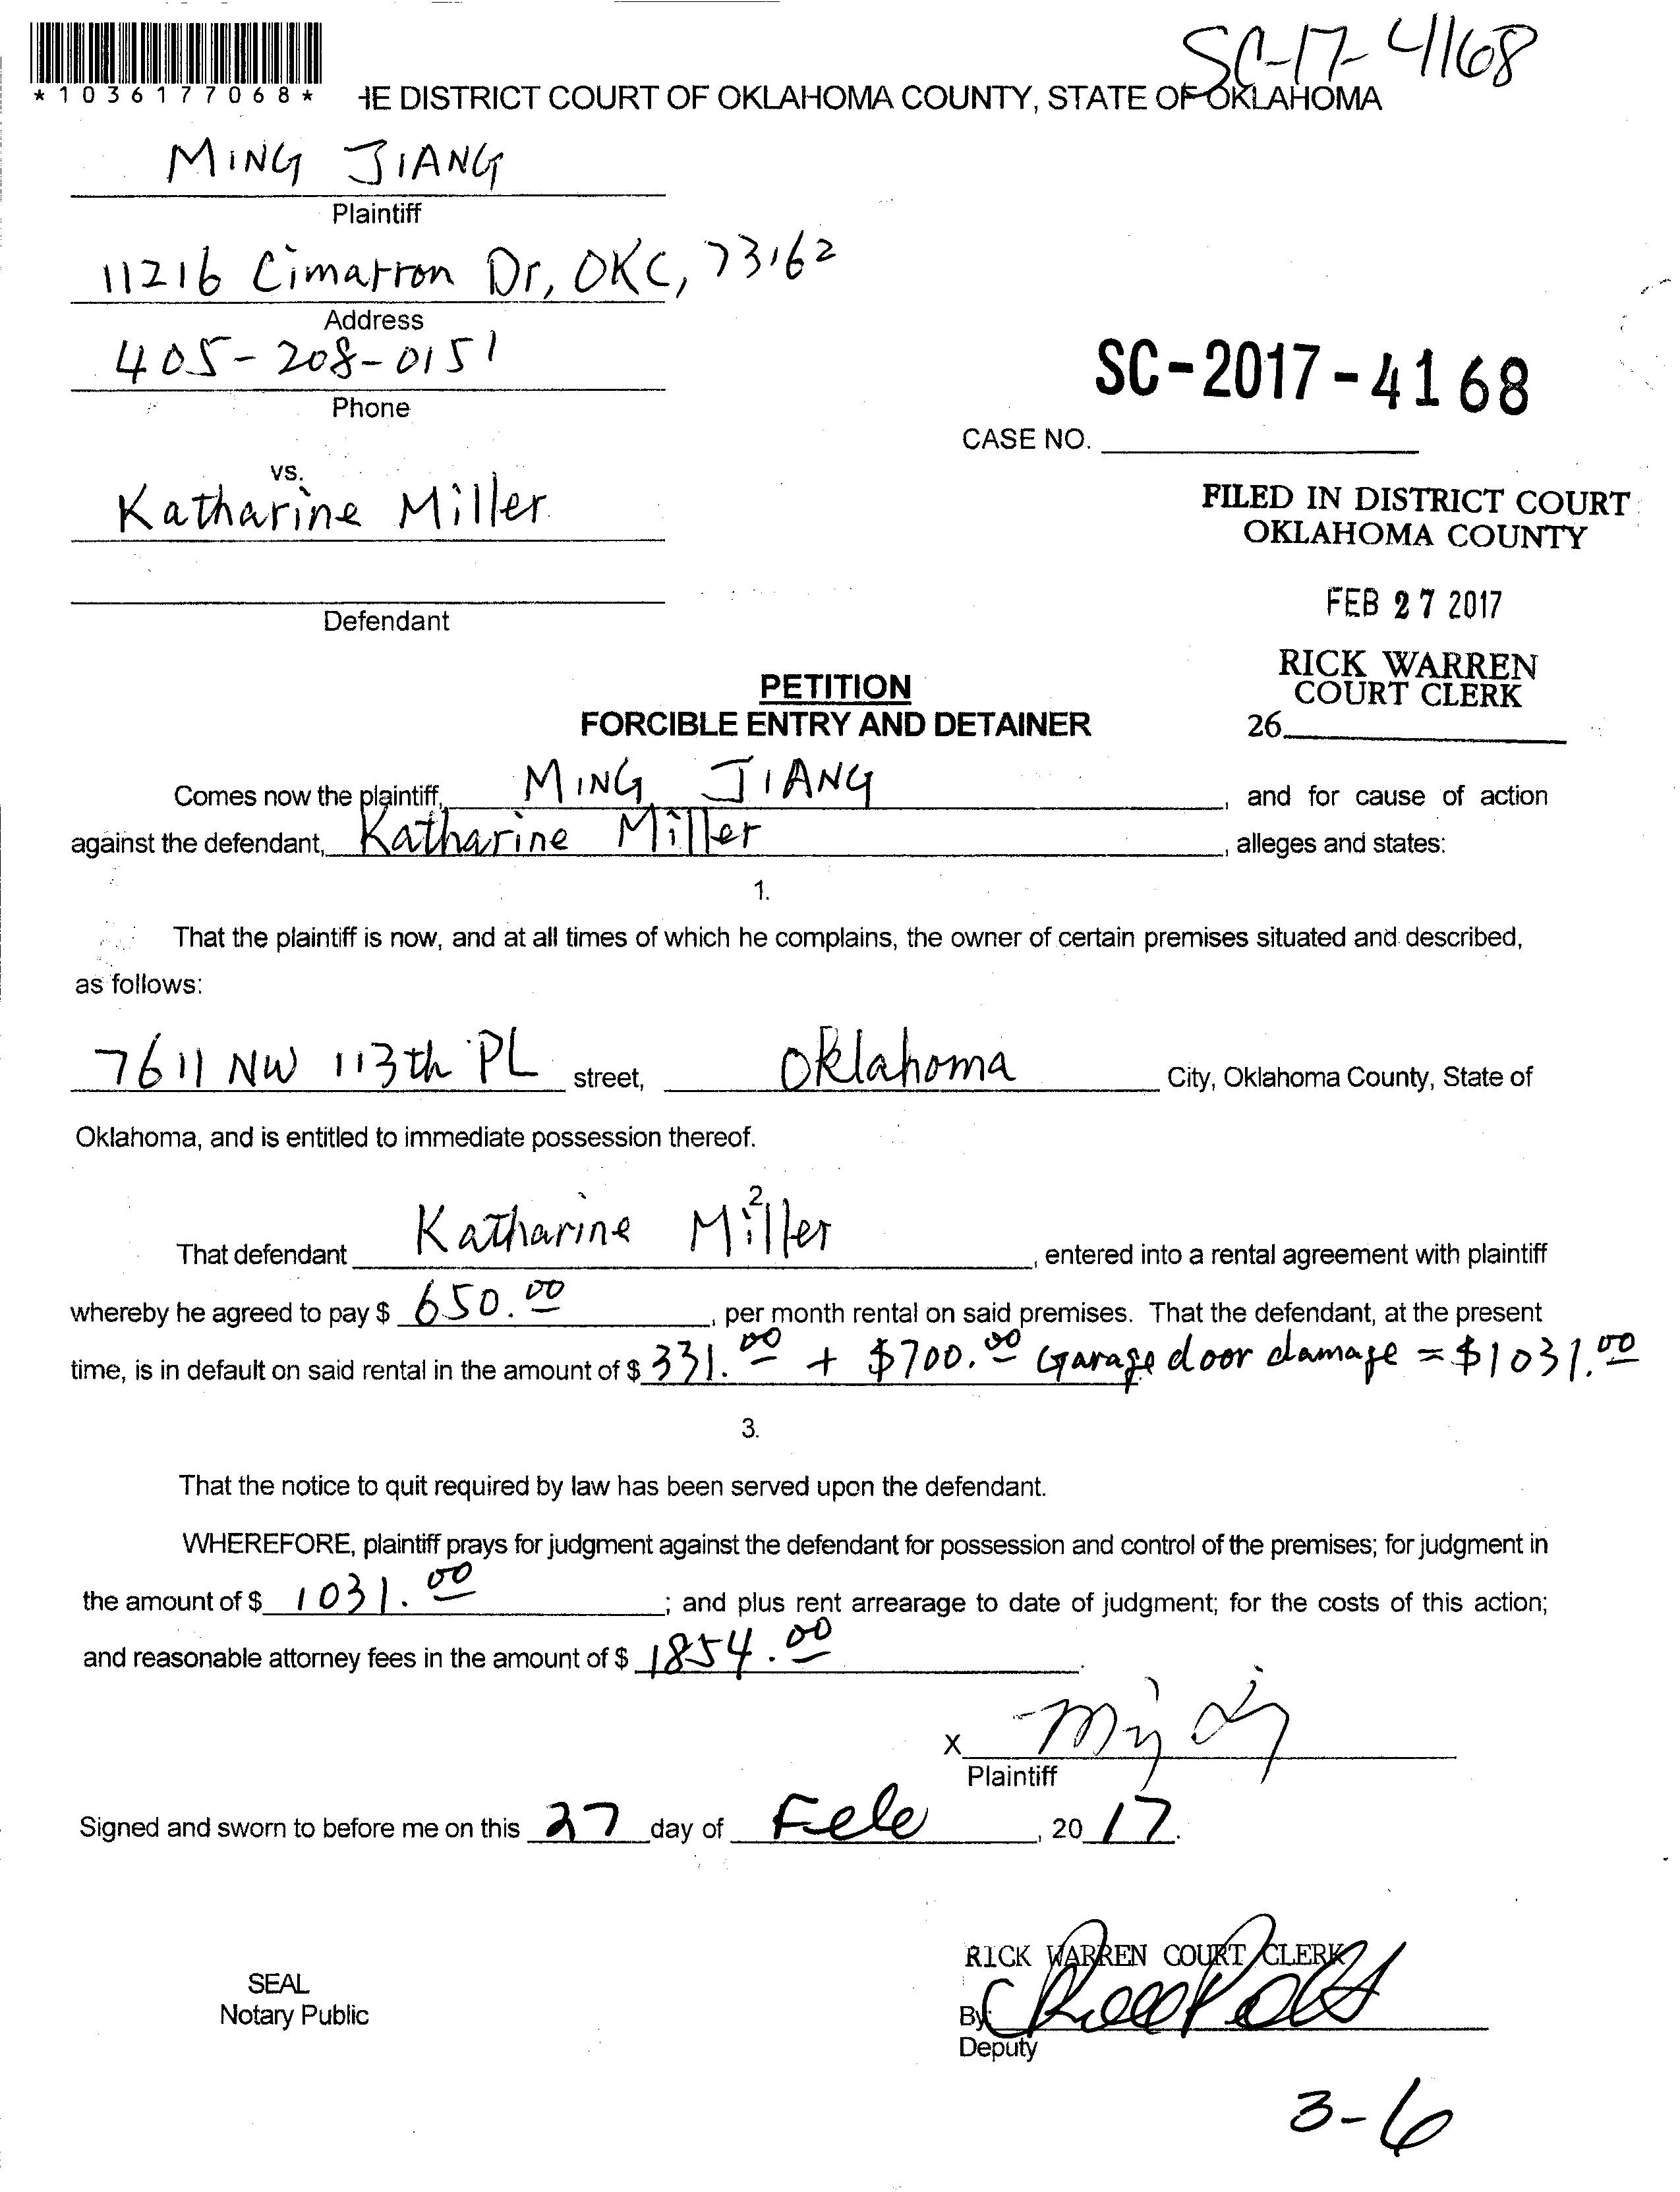 SC-17-4168
*1036177068*
HE DISTRICT COURT OF OKLAHOMA COUNTY, STATE OF OKLAHOMA
MING JIANG
Plaintiff
11216 Cimarron Dr, OKC, 73162
Address
405-208-0151
Phone
SC-2017-4168
CASE NO.
vs.
Katharine Miller
FILED IN DISTRICT COURT
OKLAHOMA COUNTY
Defendant
FEB 27 2017
RICK WARREN
COURT CLERK
26
PETITION
FORCIBLE ENTRY AND DETAINER
Comes now the plaintiff, MING JIANG, and for cause of action
against the defendant, Katharine Miller, alleges and states:
1.
That the plaintiff is now, and at all times of which he complains, the owner of certain premises situated and described,
as follows:
7611 NW 113th PL street, Oklahoma City, Oklahoma County, State of
Oklahoma, and is entitled to immediate possession thereof.
2.
That defendant Katharine Miller, entered into a rental agreement with plaintiff
whereby he agreed to pay $ 650.00, per month rental on said premises. That the defendant, at the present
time, is in default on said rental in the amount of $ 331.00 + $700.00 Garage door damage = $1031.00
3.
That the notice to quit required by law has been served upon the defendant.
WHEREFORE, plaintiff prays for judgment against the defendant for possession and control of the premises; for judgment in
the amount of $ 1031.00; and plus rent arrearage to date of judgment; for the costs of this action;
and reasonable attorney fees in the amount of $ 1854.00.
X
Plaintiff
Signed and sworn to before me on this 27 day of Feb, 20 17.
RICK WARREN COURT CLERK
SEAL
Notary Public
By:
Deputy
3-6